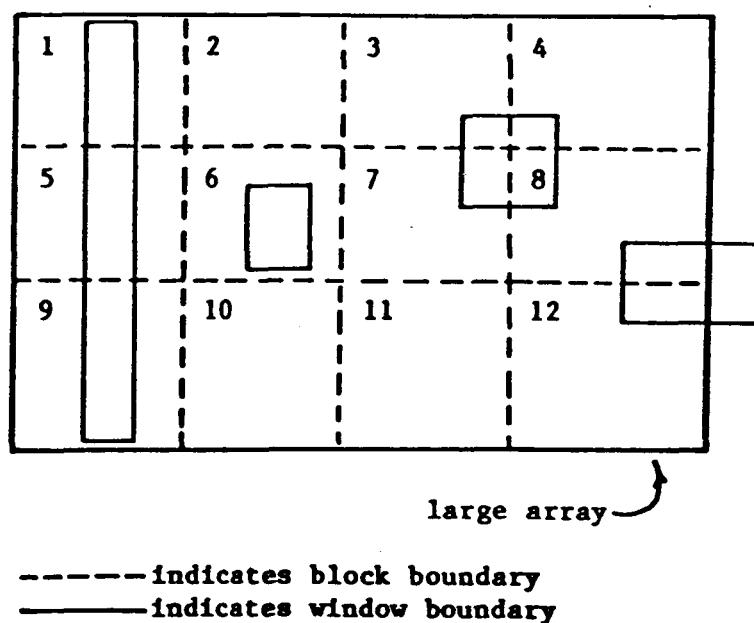 1 2 3 4
5 6 7 8
9 10 11 12
large array
indicates block boundary
indicates window boundary